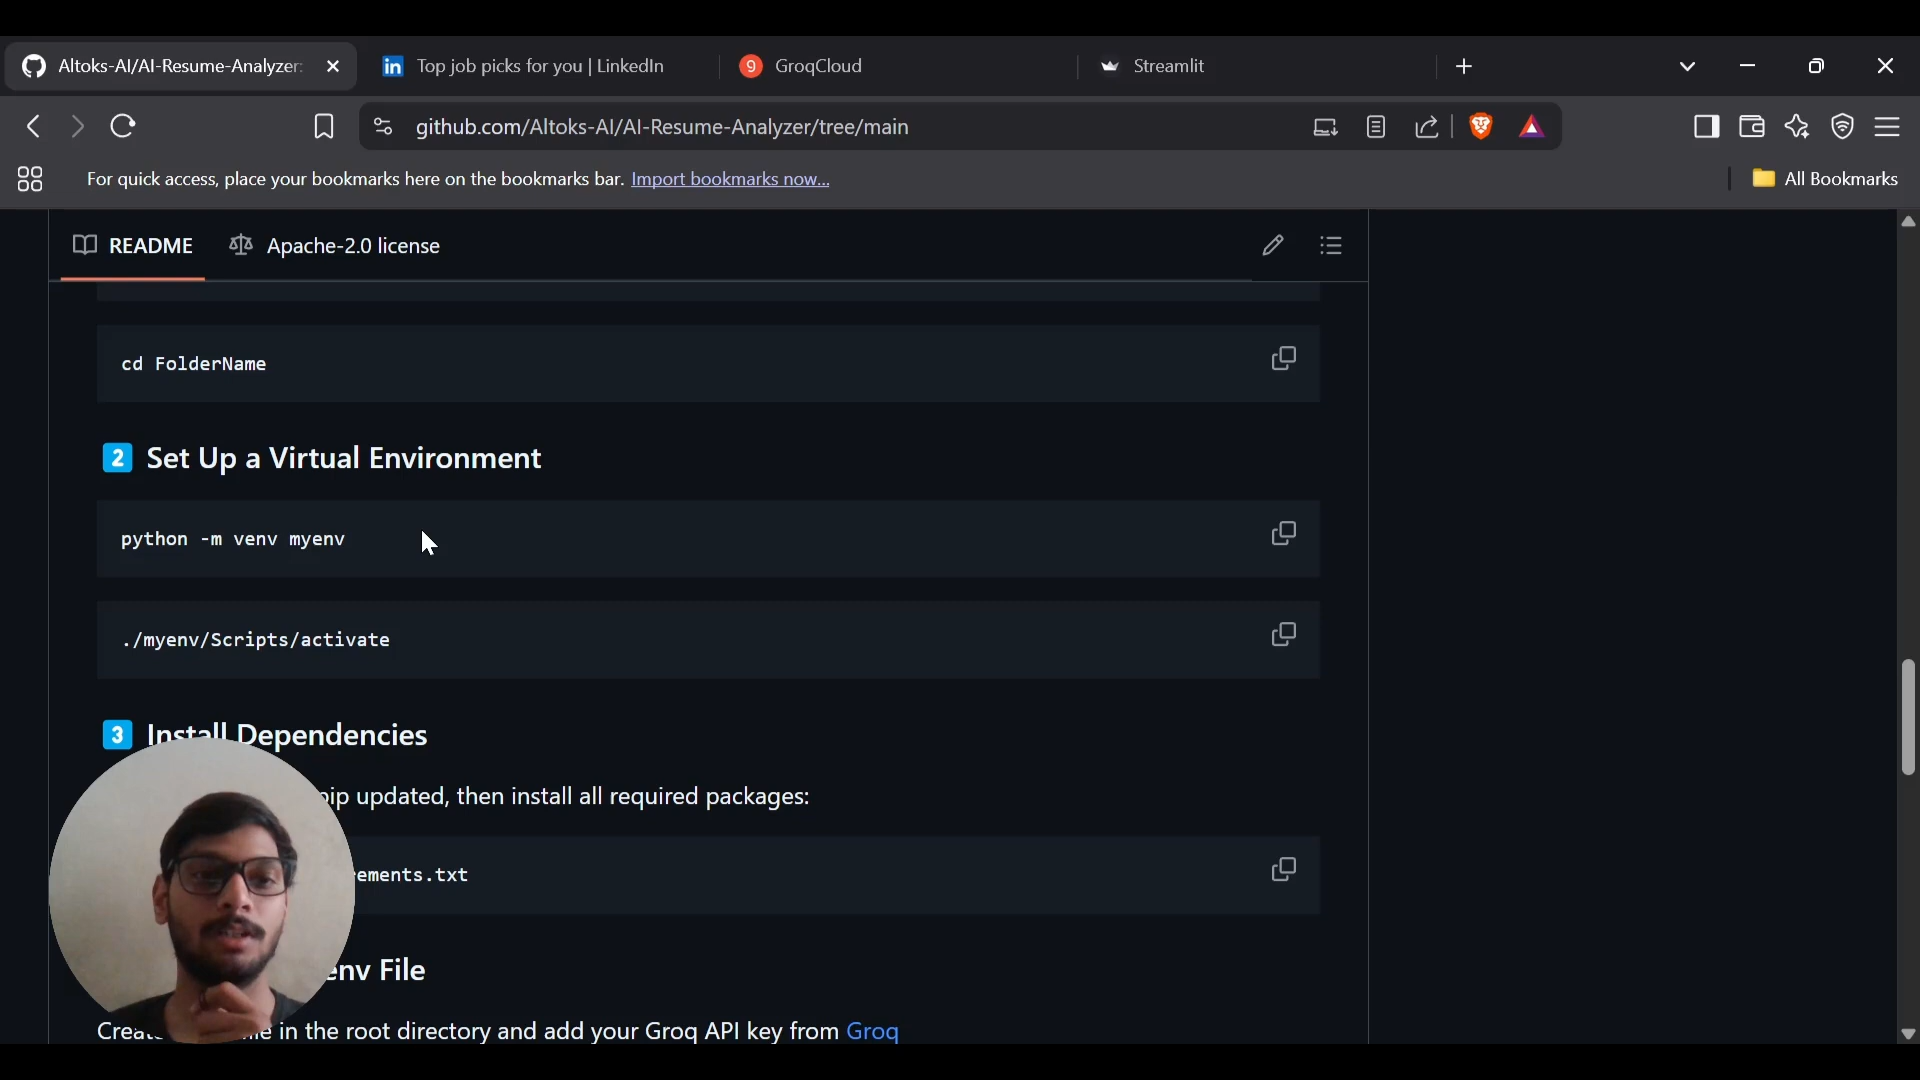 Altoks-AI/AI-Resume-Analyzer:
Top job picks for you | LinkedIn
GroqCloud
Streamlit
github.com/Altoks-AI/AI-Resume-Analyzer/tree/main
For quick access, place your bookmarks here on the bookmarks bar. Import bookmarks now...
All Bookmarks
README
Apache-2.0 license
cd FolderName
2 Set Up a Virtual Environment
python -m venv myenv
./myenv/Scripts/activate
3 Install Dependencies
pip updated, then install all required packages:
ements.txt
env File
in the root directory and add your Groq API key from Groq